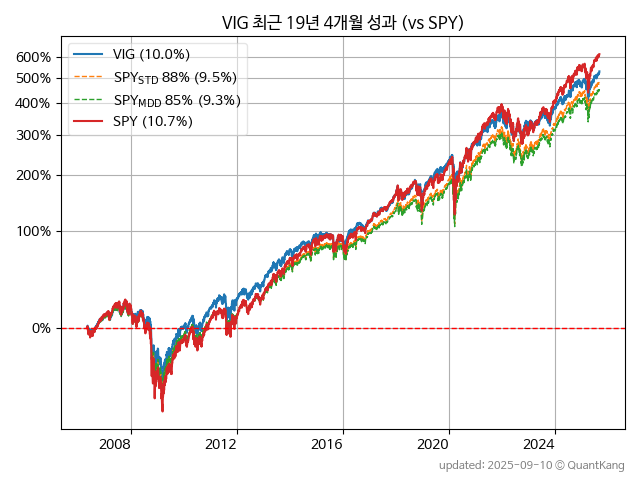 VIG 최근 19년 4개월 성과 (vs SPY)
VIG (10.0%)
SPY_STD 88% (9.5%)
SPY_MDD 85% (9.3%)
SPY (10.7%)
600%
500%
400%
300%
200%
100%
0%
2008 2012 2016 2020 2024
updated: 2025-09-10 © QuantKang